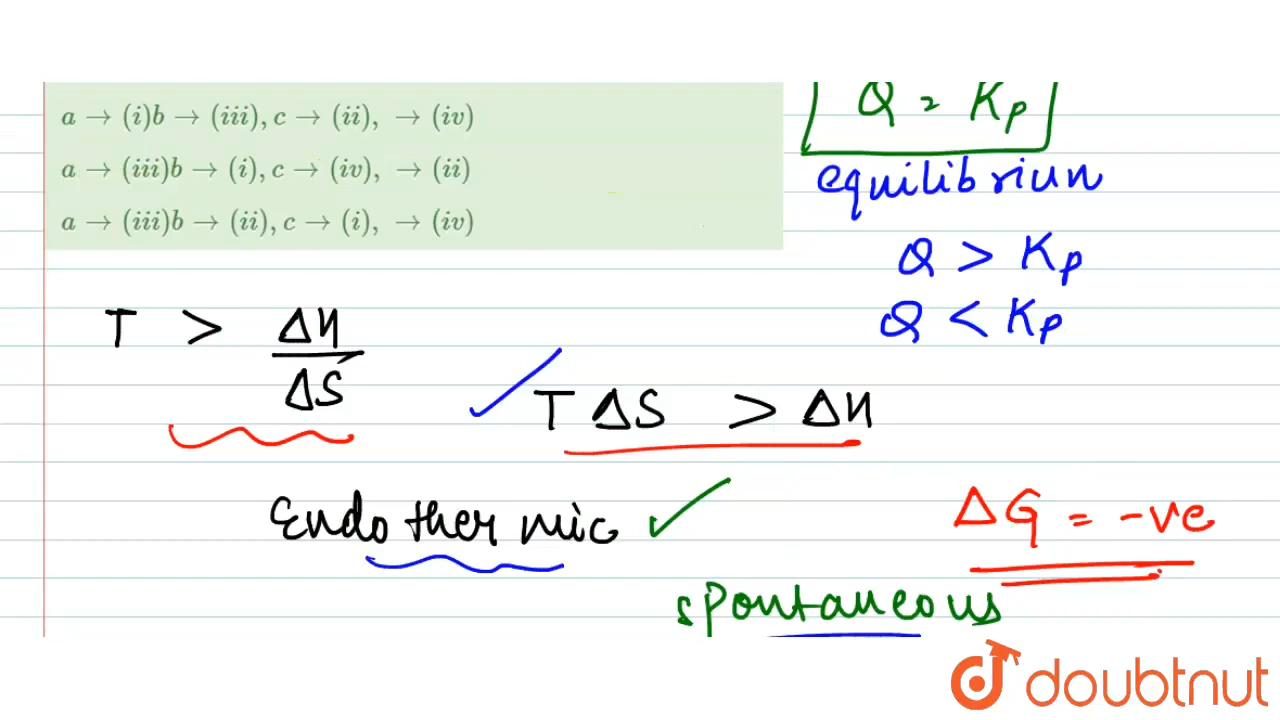 a → (i)b → (iii), c → (ii), → (iv)
a → (iii)b → (i), c → (iv), → (ii)
a → (iii)b → (ii), c → (i), → (iv)
Q = Kp
equilibrium
Q > Kp
Q < Kp
T > ΔH/ΔS
TΔS > ΔH
Endothermic
ΔG = -ve
spontaneous
doubtnut